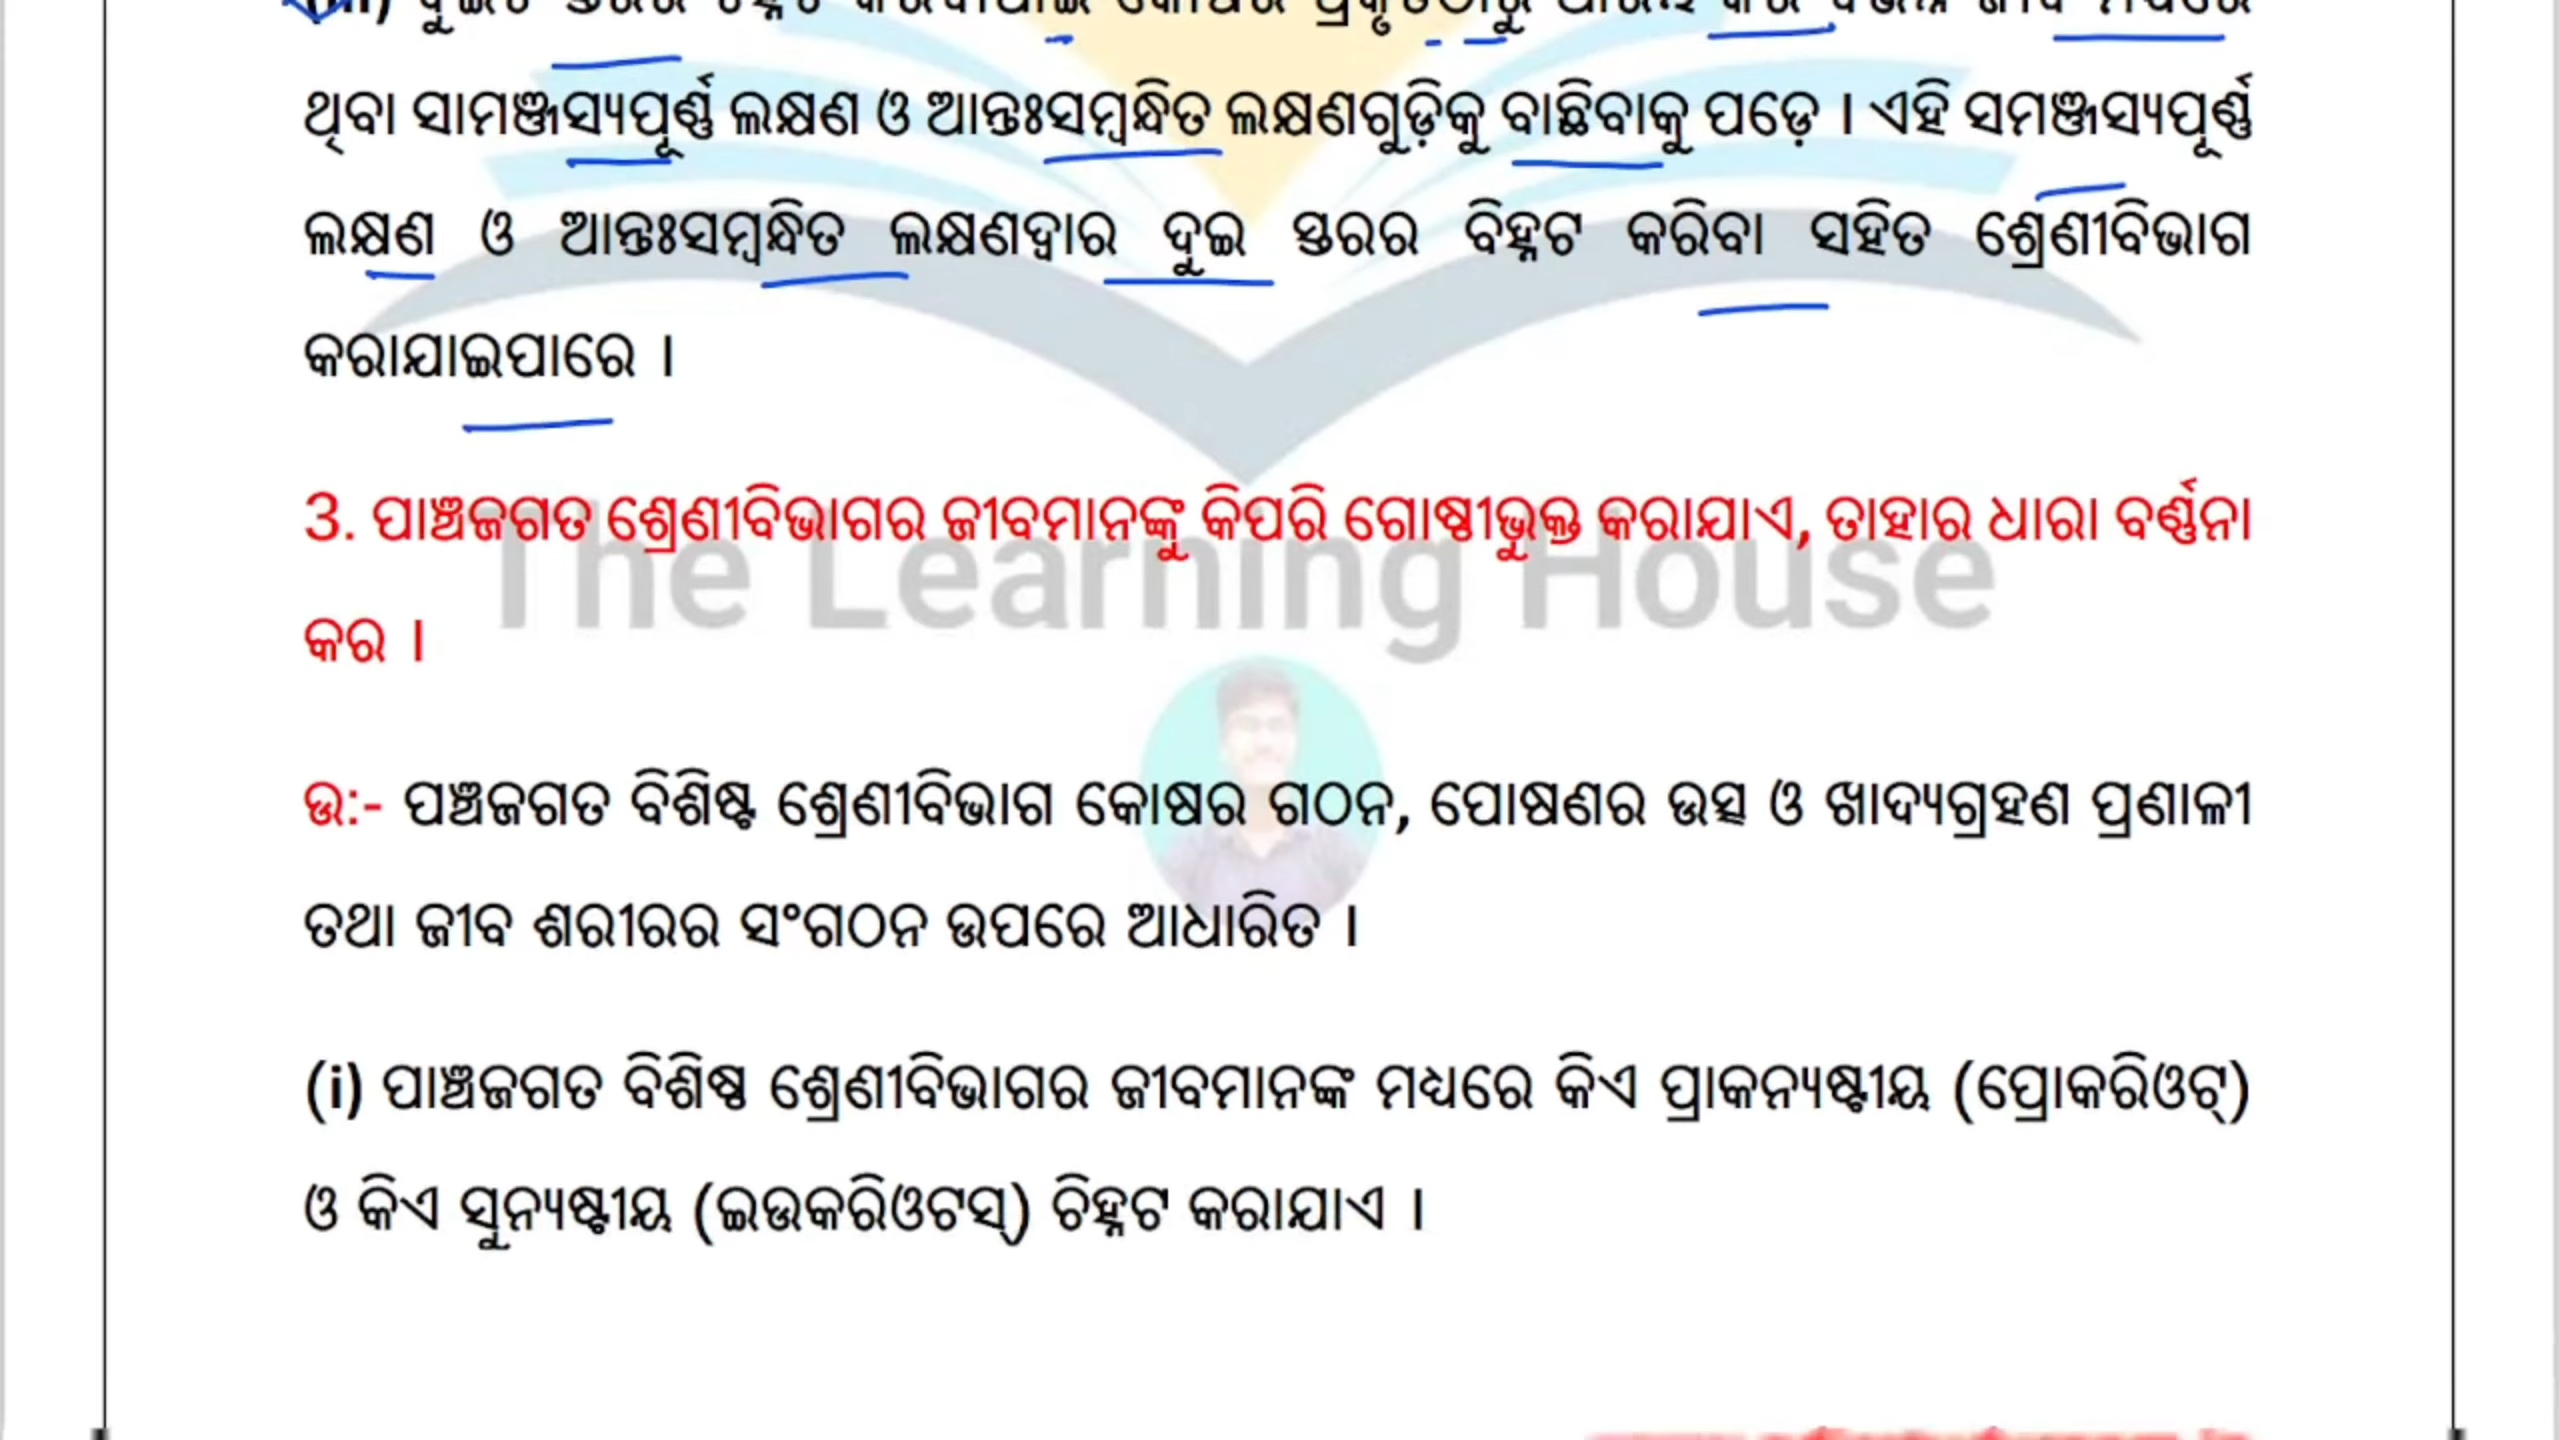 ଥିବା ସାମଞ୍ଜସ୍ୟପୂର୍ଣ୍ଣ ଲକ୍ଷଣ ଓ ଆନ୍ତଃସମ୍ବନ୍ଧିତ ଲକ୍ଷଣଗୁଡ଼ିକୁ ବାଛିବାକୁ ପଡ଼େ । ଏହି ସମଞ୍ଜସ୍ୟପୂର୍ଣ୍ଣ
ଲକ୍ଷଣ ଓ ଆନ୍ତଃସମ୍ବନ୍ଧିତ ଲକ୍ଷଣଦ୍ୱାର ଦୁଇ ସ୍ତରର ବିହ୍ନଟ କରିବା ସହିତ ଶ୍ରେଣୀବିଭାଗ
କରାଯାଇପାରେ ।
3. ପାଞ୍ଚଜଗତ ଶ୍ରେଣୀବିଭାଗର ଜୀବମାନଙ୍କୁ କିପରି ଗୋଷ୍ଠୀଭୁକ୍ତ କରାଯାଏ, ତାହାର ଧାରା ବର୍ଣ୍ଣନା
କର ।
The Learning House
ଉ:- ପଞ୍ଚଜଗତ ବିଶିଷ୍ଟ ଶ୍ରେଣୀବିଭାଗ କୋଷର ଗଠନ, ପୋଷଣର ଉତ୍ସ ଓ ଖାଦ୍ୟଗ୍ରହଣ ପ୍ରଣାଳୀ
ତଥା ଜୀବ ଶରୀରର ସଂଗଠନ ଉପରେ ଆଧାରିତ ।
(i) ପାଞ୍ଚଜଗତ ବିଶିଷ୍ଟ ଶ୍ରେଣୀବିଭାଗର ଜୀବମାନଙ୍କ ମଧ୍ୟରେ କିଏ ପ୍ରାକନ୍ୟଷ୍ଟୀୟ (ପ୍ରୋକରିଓଟ୍)
ଓ କିଏ ସୁନ୍ୟଷ୍ଟୀୟ (ଇଉକରିଓଟସ୍) ଚିହ୍ନଟ କରାଯାଏ ।